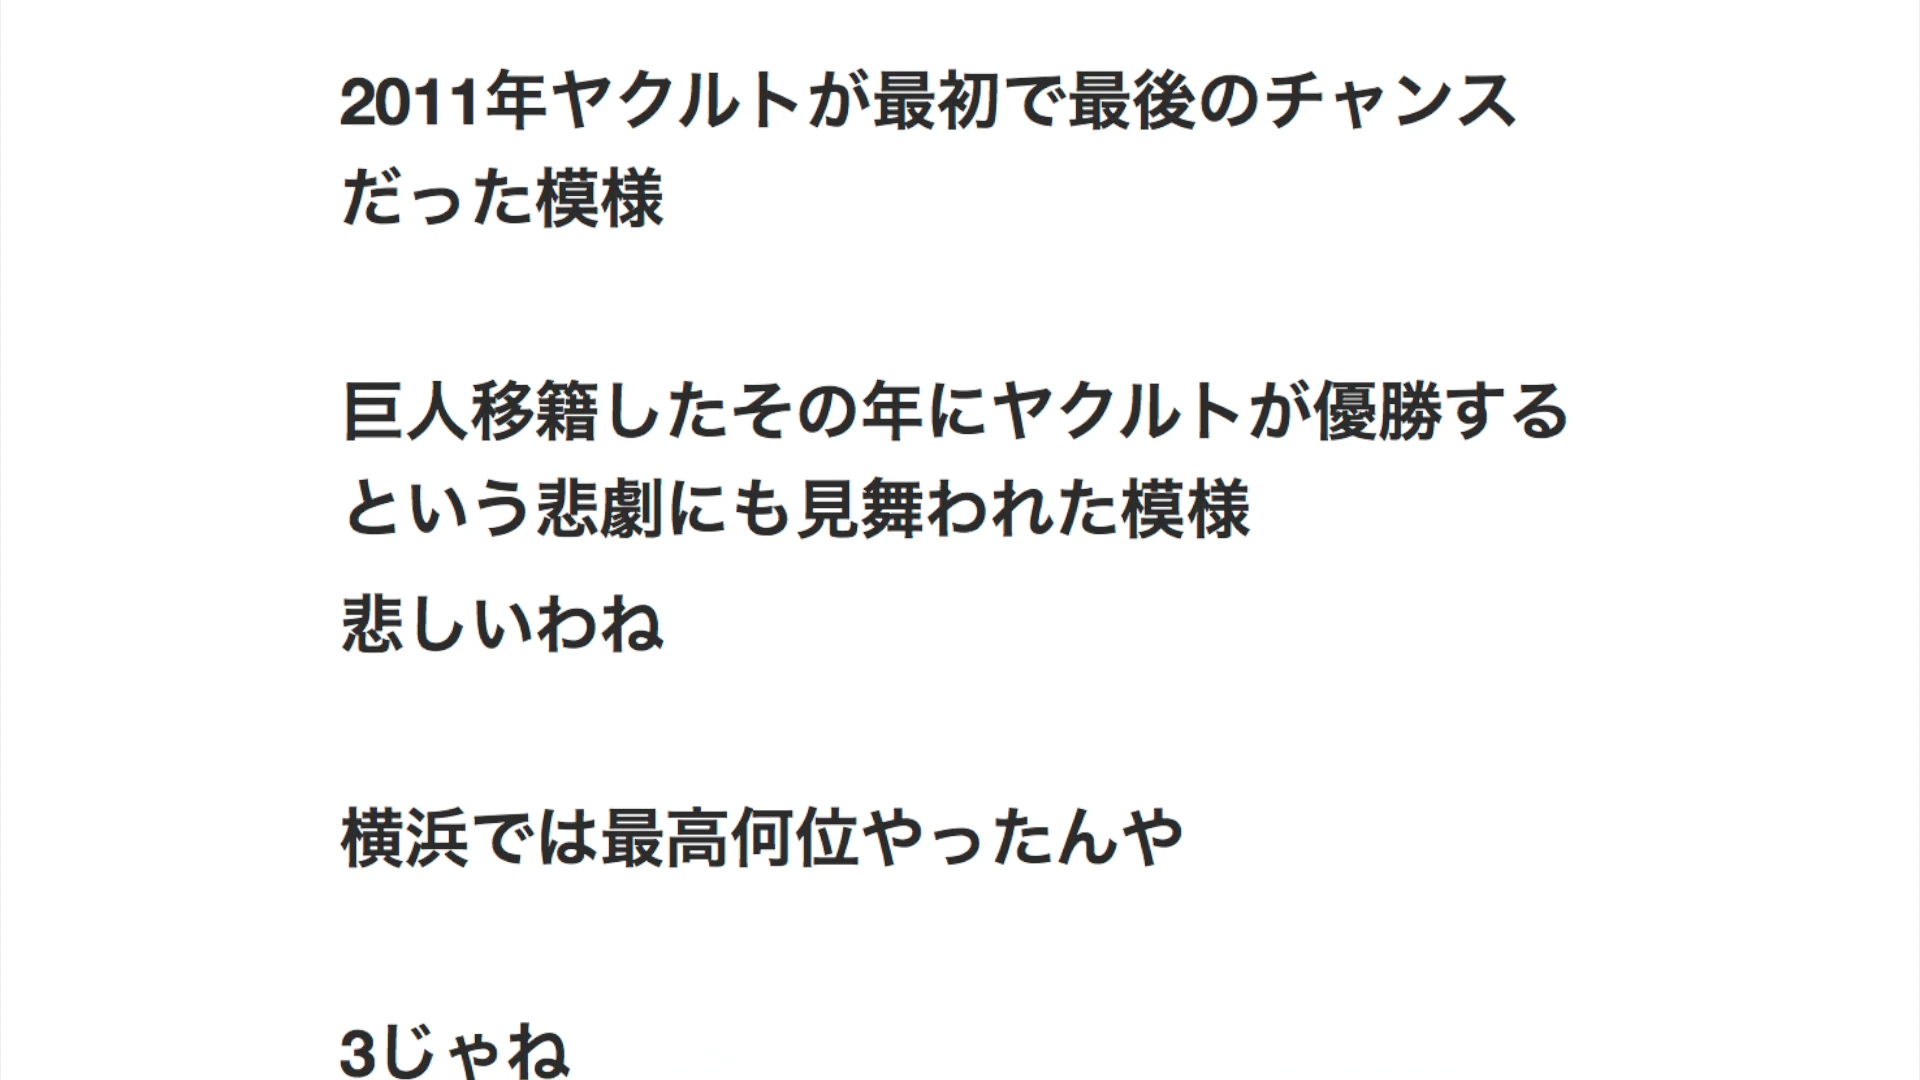 2011年ヤクルトが最初で最後のチャンス
だった模様
巨人移籍したその年にヤクルトが優勝する
という悲劇にも見舞われた模様
悲しいわね
横浜では最高何位やったんや
3じゃね